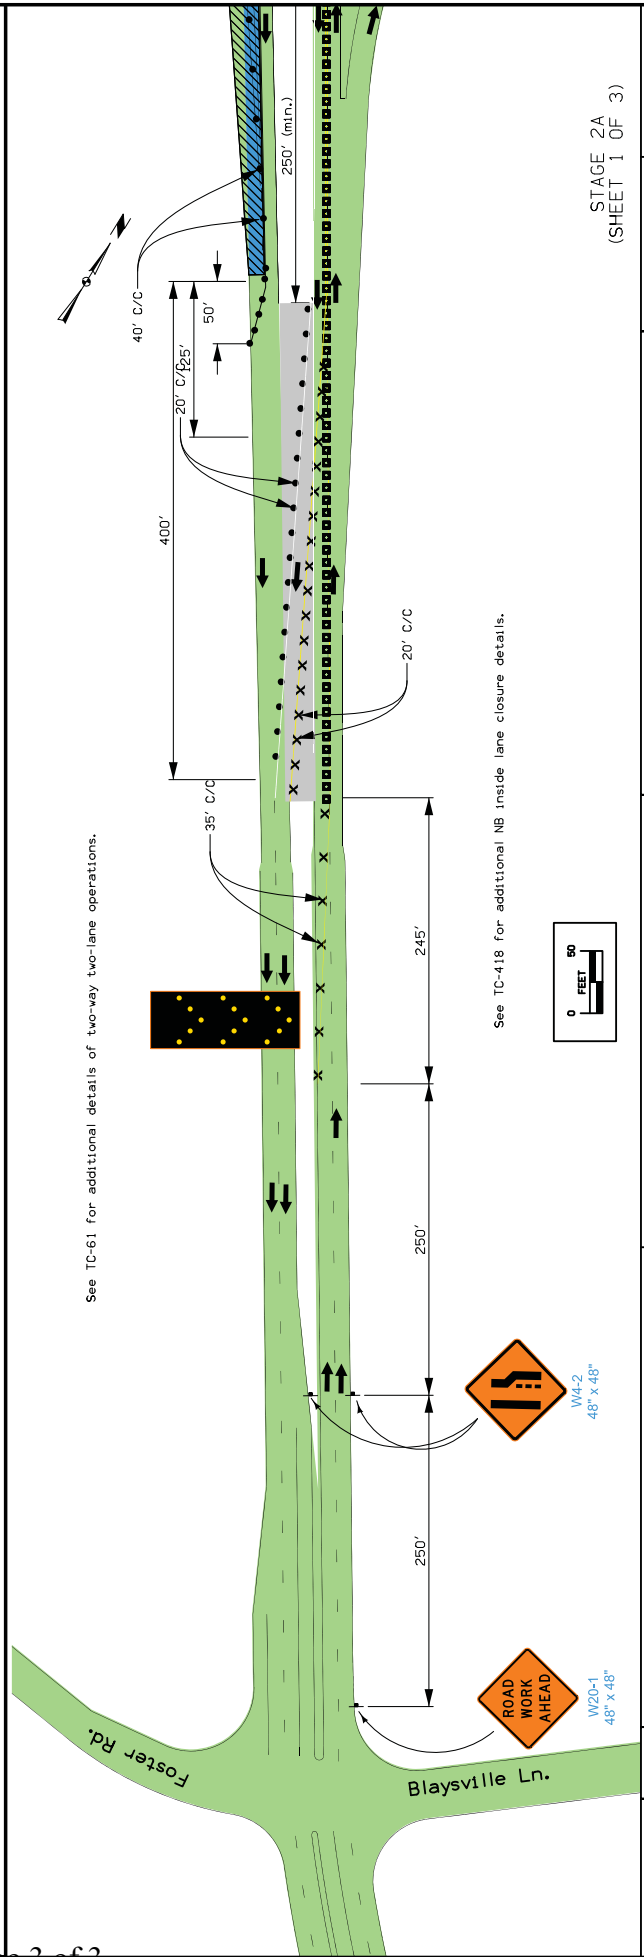 STAGE 2A
(SHEET 1 OF 3)
250' (min.)
40' C/C
50'
125'
20' C/C
400'
20' C/C
See TC-418 for additional NB inside lane closure details.
35' C/C
See TC-61 for additional details of two-way two-lane operations.
245'
0 FEET 50
250'
W4-2
48" x 48"
250'
ROAD
WORK
AHEAD
W20-1
48" x 48"
Foster Rd.
Blaysville Ln.